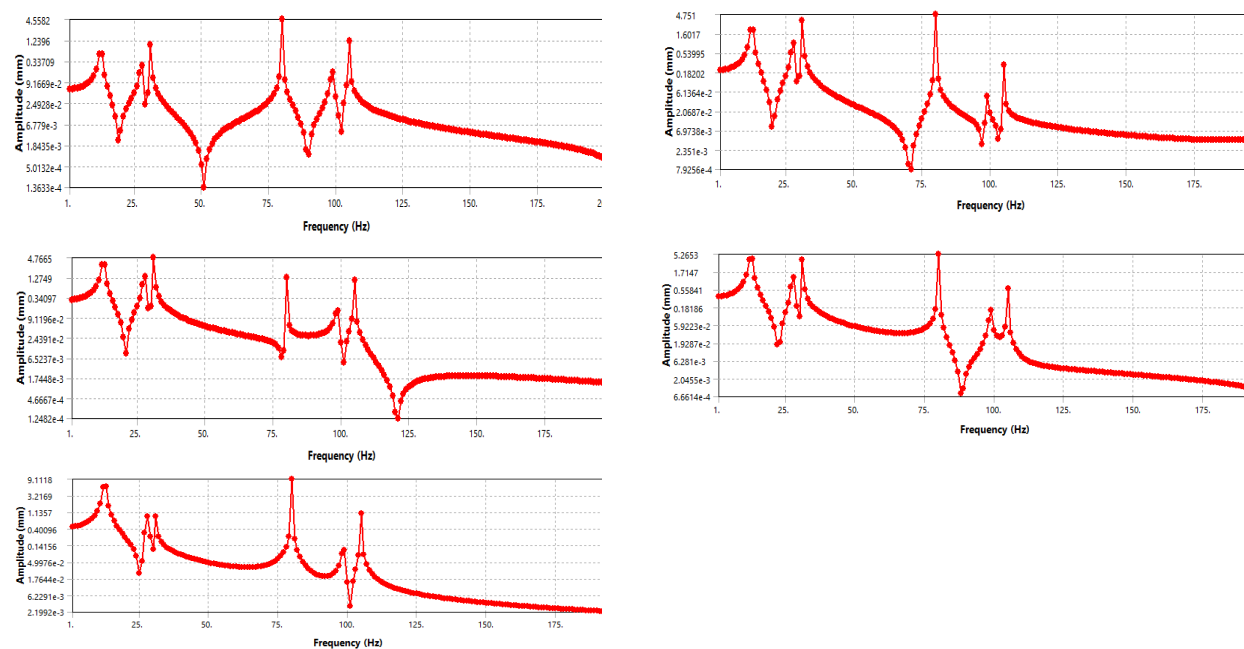 4.5582
1.2396
0.33709
9.1669e-2
2.4928e-2
6.779e-3
1.8435e-3
5.0132e-4
1.3633e-4
Amplitude (mm)
1. 25. 50. 75. 100. 125. 150. 175. 2
Frequency (Hz)
4.751
1.6017
0.53995
0.18202
6.1364e-2
2.0687e-2
6.9738e-3
2.351e-3
7.9256e-4
Amplitude (mm)
1. 25. 50. 75. 100. 125. 150. 175.
Frequency (Hz)
4.7665
1.2749
0.34097
9.1196e-2
2.4391e-2
6.5237e-3
1.7448e-3
4.6667e-4
1.2482e-4
Amplitude (mm)
1. 25. 50. 75. 100. 125. 150. 175.
Frequency (Hz)
5.2653
1.7147
0.55841
0.18186
5.9223e-2
1.9287e-2
6.281e-3
2.0455e-3
6.6614e-4
Amplitude (mm)
1. 25. 50. 75. 100. 125. 150. 175.
Frequency (Hz)
9.1118
3.2169
1.1357
0.40096
0.14156
4.9976e-2
1.7644e-2
6.2291e-3
2.1992e-3
Amplitude (mm)
1. 25. 50. 75. 100. 125. 150. 175.
Frequency (Hz)